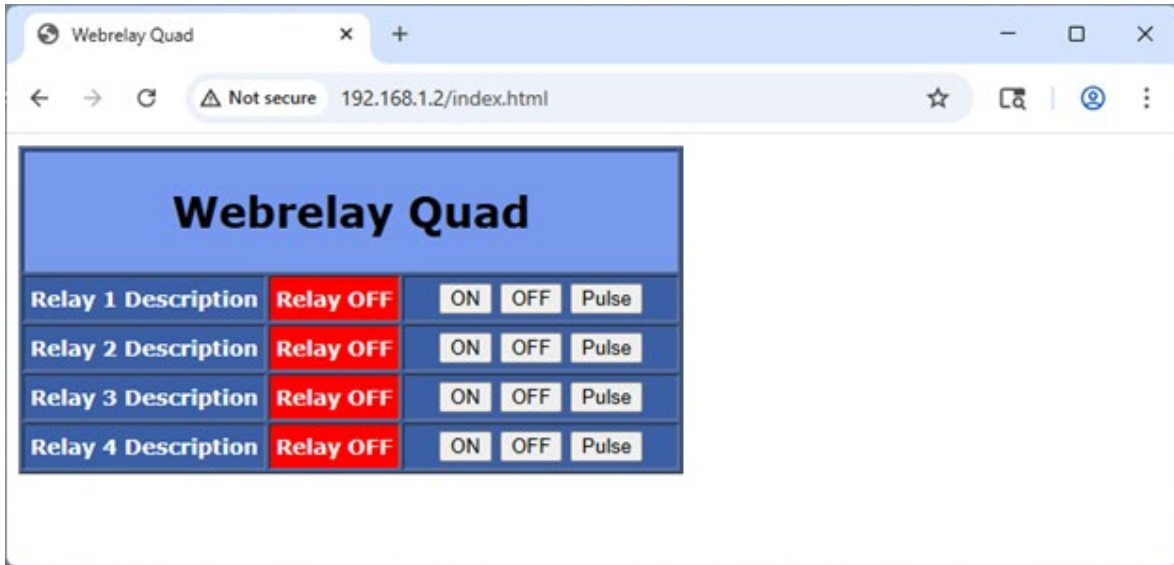 Webrelay Quad
Not secure 192.168.1.2/index.html
Webrelay Quad
Relay 1 Description Relay OFF ON OFF Pulse
Relay 2 Description Relay OFF ON OFF Pulse
Relay 3 Description Relay OFF ON OFF Pulse
Relay 4 Description Relay OFF ON OFF Pulse